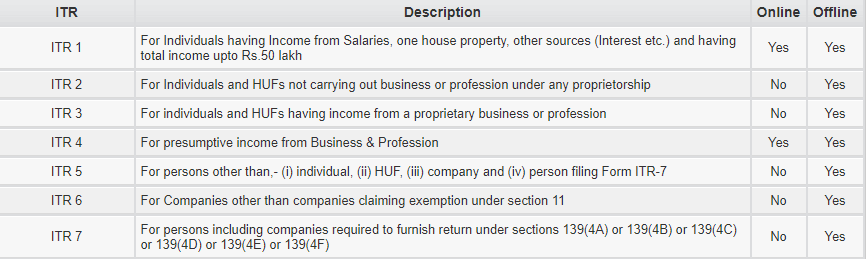 ITR Description Online Offline
ITR 1 For Individuals having Income from Salaries, one house property, other sources (Interest etc.) and having total income upto Rs.50 lakh Yes Yes
ITR 2 For Individuals and HUFs not carrying out business or profession under any proprietorship No Yes
ITR 3 For individuals and HUFs having income from a proprietary business or profession No Yes
ITR 4 For presumptive income from Business & Profession Yes Yes
ITR 5 For persons other than,- (i) individual, (ii) HUF, (iii) company and (iv) person filing Form ITR-7 No Yes
ITR 6 For Companies other than companies claiming exemption under section 11 No Yes
ITR 7 For persons including companies required to furnish return under sections 139(4A) or 139(4B) or 139(4C) or 139(4D) or 139(4E) or 139(4F) No Yes